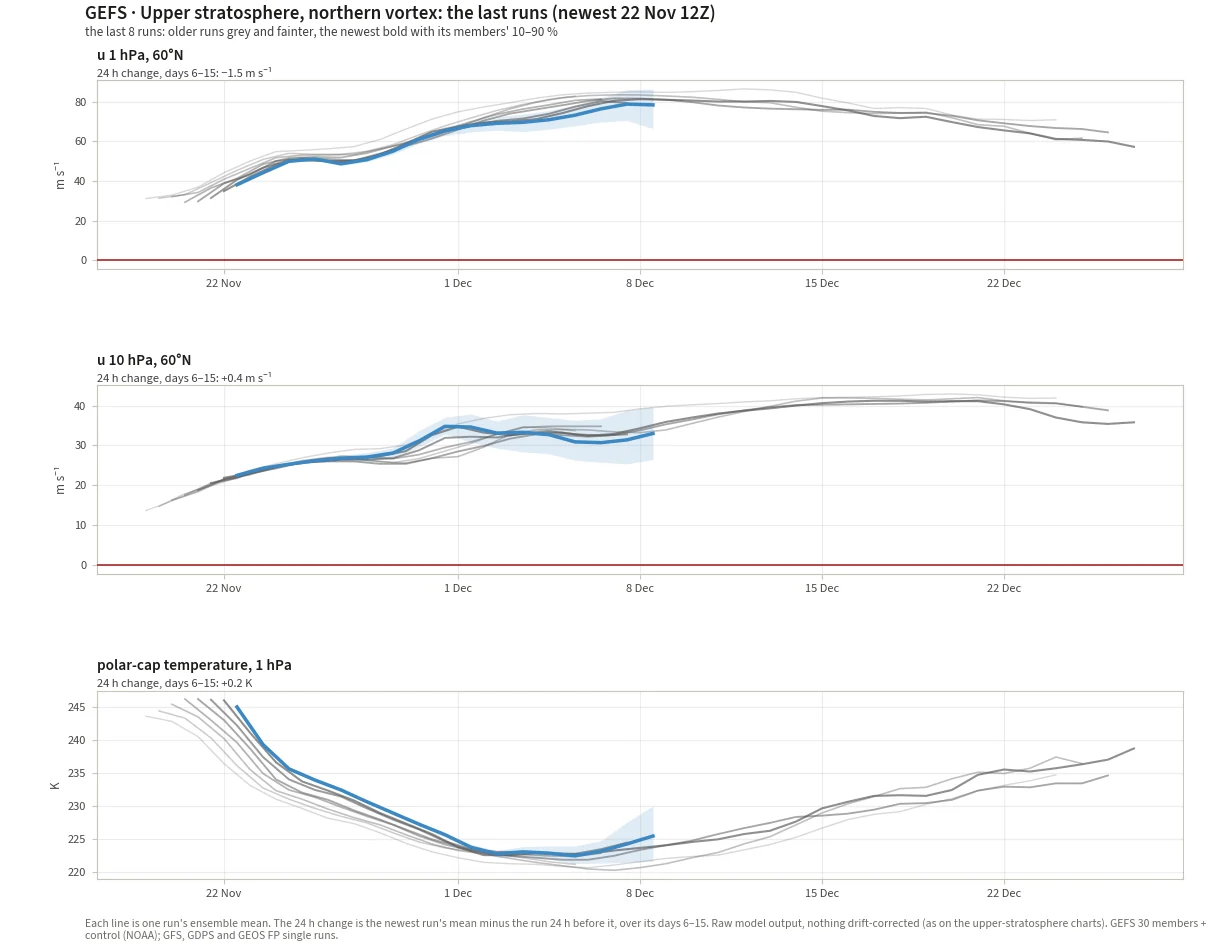 GEFS · Upper stratosphere, northern vortex: the last runs (newest 22 Nov 12Z)
the last 8 runs: older runs grey and fainter, the newest bold with its members' 10–90 %
u 1 hPa, 60°N
24 h change, days 6–15: −1.5 m s⁻¹
80
60
40
20
0
m s⁻¹
22 Nov
1 Dec
8 Dec
15 Dec
22 Dec
u 10 hPa, 60°N
24 h change, days 6–15: +0.4 m s⁻¹
40
30
20
10
0
m s⁻¹
22 Nov
1 Dec
8 Dec
15 Dec
22 Dec
polar-cap temperature, 1 hPa
24 h change, days 6–15: +0.2 K
245
240
235
230
225
220
K
22 Nov
1 Dec
8 Dec
15 Dec
22 Dec
Each line is one run's ensemble mean. The 24 h change is the newest run's mean minus the run 24 h before it, over its days 6–15. Raw model output, nothing drift-corrected (as on the upper-stratosphere charts). GEFS 30 members +
control (NOAA); GFS, GDPS and GEOS FP single runs.